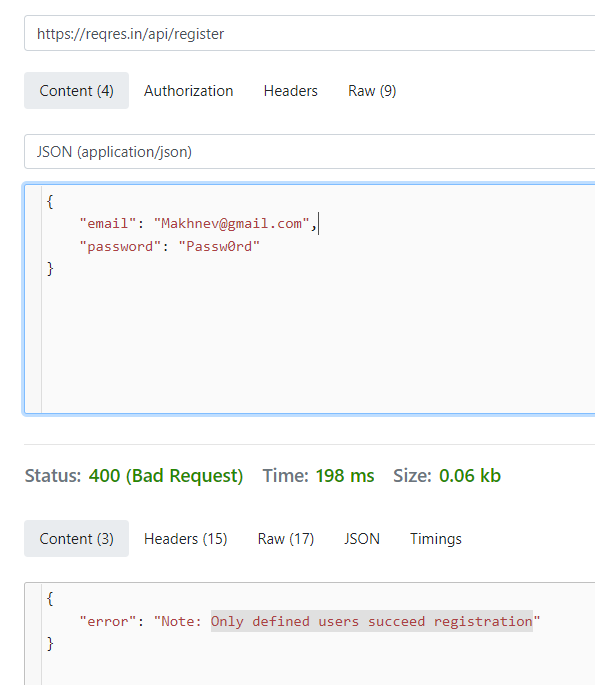 https://reqres.in/api/register
Content (4) Authorization Headers Raw (9)
JSON (application/json)
{
"email": "Makhnev@gmail.com",
"password": "Passw0rd"
}
Status: 400 (Bad Request) Time: 198 ms Size: 0.06 kb
Content (3) Headers (15) Raw (17) JSON Timings
{
"error": "Note: Only defined users succeed registration"
}